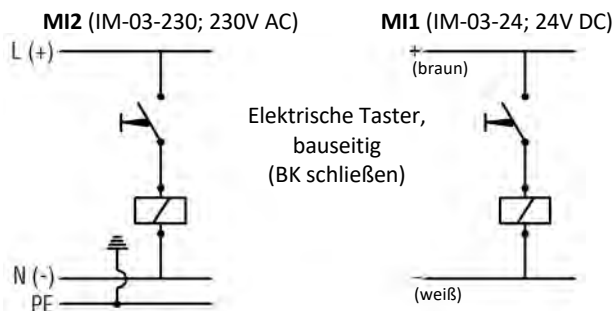 MI2 (IM-03-230; 230V AC)
MI1 (IM-03-24; 24V DC)
L (+)
+
(braun)
Elektrische Taster,
bauseitig
(BK schließen)
N (-)
PE
-
(weiß)